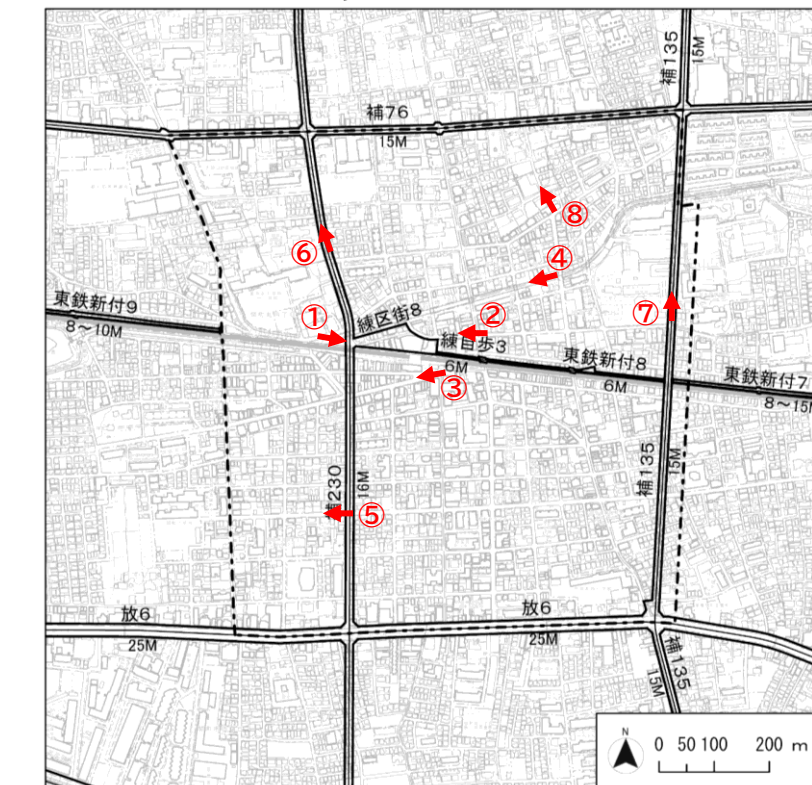 補135
15M
補76
15M
⑧
④
⑥
東鉄新付9
8～10M
①
練区街8
②
練自歩3
6M
③
⑦
東鉄新付8
6M
東鉄新付7
8～15M
補230
16M
⑤
補135
15M
放6
25M
放6
25M
補135
15M
N
0 50 100 200 m